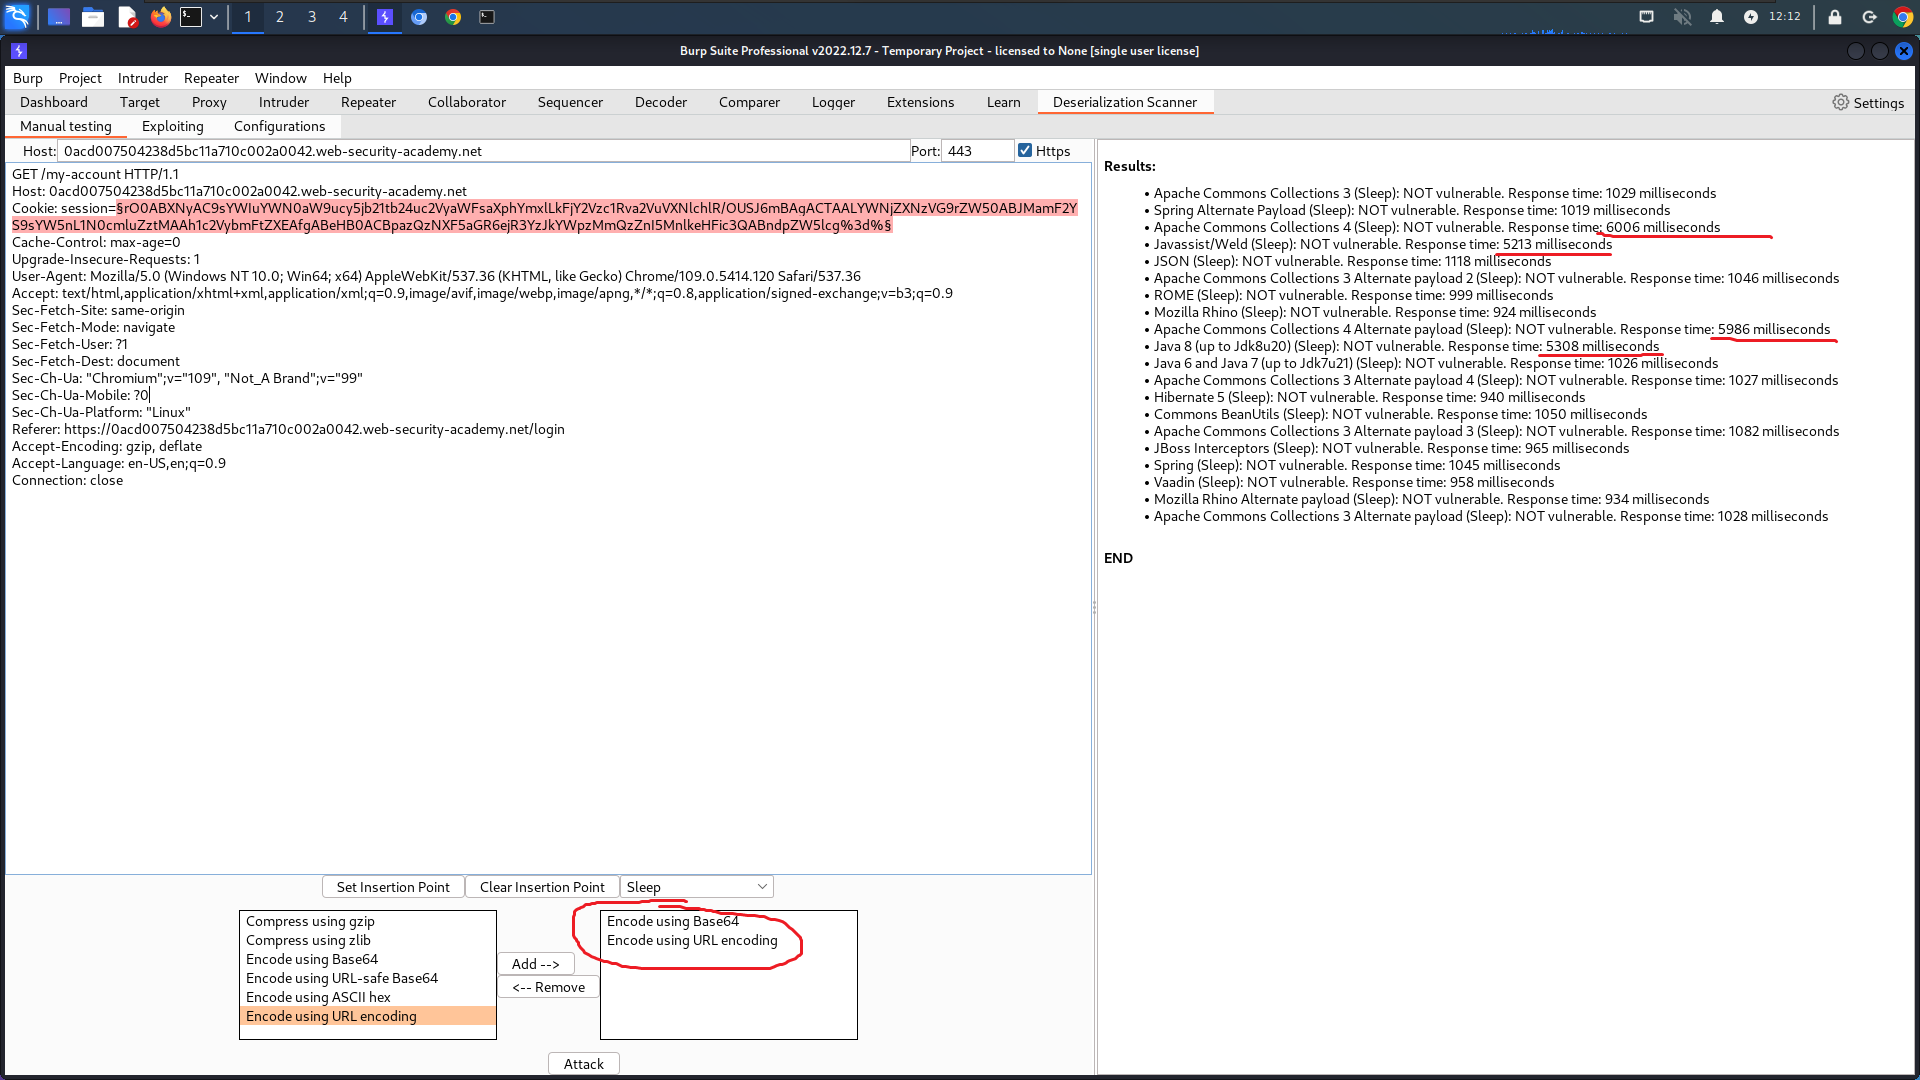 1 2 3 4 12:12
Burp Suite Professional v2022.12.7 - Temporary Project - licensed to None [single user license]
Burp Project Intruder Repeater Window Help
Dashboard Target Proxy Intruder Repeater Collaborator Sequencer Decoder Comparer Logger Extensions Learn Deserialization Scanner Settings
Manual testing Exploiting Configurations
Host: 0acd007504238d5bc11a710c002a0042.web-security-academy.net Port: 443 Https
GET /my-account HTTP/1.1
Host: 0acd007504238d5bc11a710c002a0042.web-security-academy.net
Cookie: session=§rO0ABXNyAC9sYWIuYWN0aW9ucy5jb21tb24uc2VyaWFsaXphYmxlLkFjY2Vzc1Rva2VuVXNlchlR/OUSJ6mBAgACTAALYWNjZXNzVG9rZW50ABJMamF2Y
S9sYW5nL1N0cmluZztMAAh1c2VybmFtZXEAfgABeHB0ACBpazQzNXF5aGR6ejR3YzJkYWpzMmQzZnI5MnlkeHFic3QABndpZW5lcg%3d%§
Cache-Control: max-age=0
Upgrade-Insecure-Requests: 1
User-Agent: Mozilla/5.0 (Windows NT 10.0; Win64; x64) AppleWebKit/537.36 (KHTML, like Gecko) Chrome/109.0.5414.120 Safari/537.36
Accept: text/html,application/xhtml+xml,application/xml;q=0.9,image/avif,image/webp,image/apng,*/*;q=0.8,application/signed-exchange;v=b3;q=0.9
Sec-Fetch-Site: same-origin
Sec-Fetch-Mode: navigate
Sec-Fetch-User: ?1
Sec-Fetch-Dest: document
Sec-Ch-Ua: "Chromium";v="109", "Not_A Brand";v="99"
Sec-Ch-Ua-Mobile: ?0
Sec-Ch-Ua-Platform: "Linux"
Referer: https://0acd007504238d5bc11a710c002a0042.web-security-academy.net/login
Accept-Encoding: gzip, deflate
Accept-Language: en-US,en;q=0.9
Connection: close
Set Insertion Point Clear Insertion Point Sleep
Compress using gzip
Compress using zlib
Encode using Base64
Encode using URL-safe Base64
Encode using ASCII hex
Encode using URL encoding
Add -->
<-- Remove
Encode using Base64
Encode using URL encoding
Attack
Results:
• Apache Commons Collections 3 (Sleep): NOT vulnerable. Response time: 1029 milliseconds
• Spring Alternate Payload (Sleep): NOT vulnerable. Response time: 1019 milliseconds
• Apache Commons Collections 4 (Sleep): NOT vulnerable. Response time: 6006 milliseconds
• Javassist/Weld (Sleep): NOT vulnerable. Response time: 5213 milliseconds
• JSON (Sleep): NOT vulnerable. Response time: 1118 milliseconds
• Apache Commons Collections 3 Alternate payload 2 (Sleep): NOT vulnerable. Response time: 1046 milliseconds
• ROME (Sleep): NOT vulnerable. Response time: 999 milliseconds
• Mozilla Rhino (Sleep): NOT vulnerable. Response time: 924 milliseconds
• Apache Commons Collections 4 Alternate payload (Sleep): NOT vulnerable. Response time: 5986 milliseconds
• Java 8 (up to Jdk8u20) (Sleep): NOT vulnerable. Response time: 5308 milliseconds
• Java 6 and Java 7 (up to Jdk7u21) (Sleep): NOT vulnerable. Response time: 1026 milliseconds
• Apache Commons Collections 3 Alternate payload 4 (Sleep): NOT vulnerable. Response time: 1027 milliseconds
• Hibernate 5 (Sleep): NOT vulnerable. Response time: 940 milliseconds
• Commons BeanUtils (Sleep): NOT vulnerable. Response time: 1050 milliseconds
• Apache Commons Collections 3 Alternate payload 3 (Sleep): NOT vulnerable. Response time: 1082 milliseconds
• JBoss Interceptors (Sleep): NOT vulnerable. Response time: 965 milliseconds
• Spring (Sleep): NOT vulnerable. Response time: 1045 milliseconds
• Vaadin (Sleep): NOT vulnerable. Response time: 958 milliseconds
• Mozilla Rhino Alternate payload (Sleep): NOT vulnerable. Response time: 934 milliseconds
• Apache Commons Collections 3 Alternate payload (Sleep): NOT vulnerable. Response time: 1028 milliseconds
END